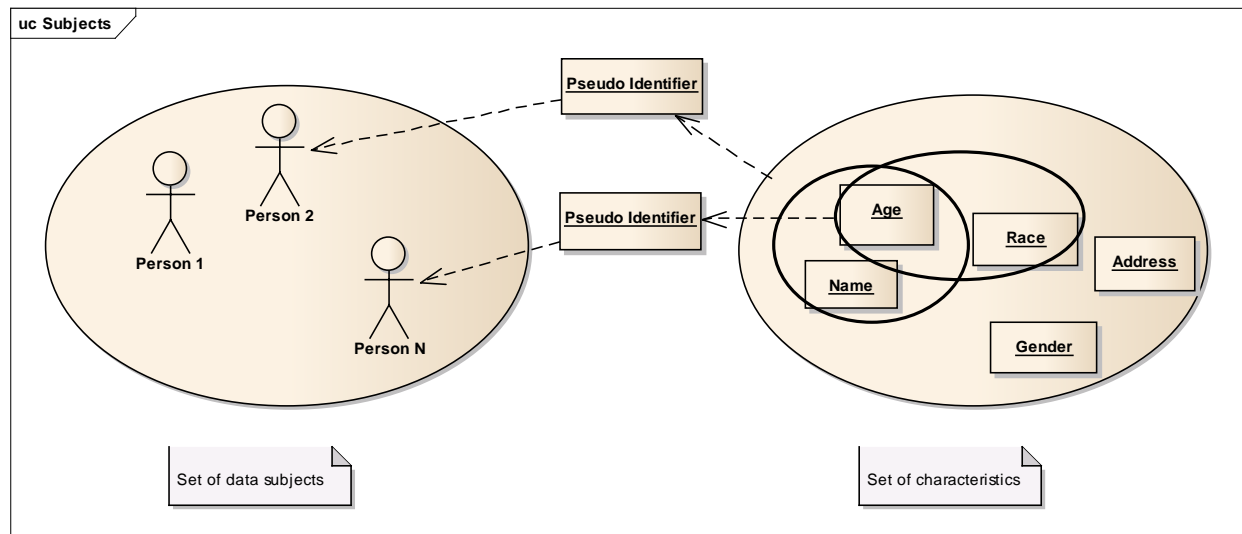 uc Subjects
Pseudo Identifier
Person 2
Person 1
Pseudo Identifier
Person N
Age
Race
Name
Address
Gender
Set of data subjects
Set of characteristics